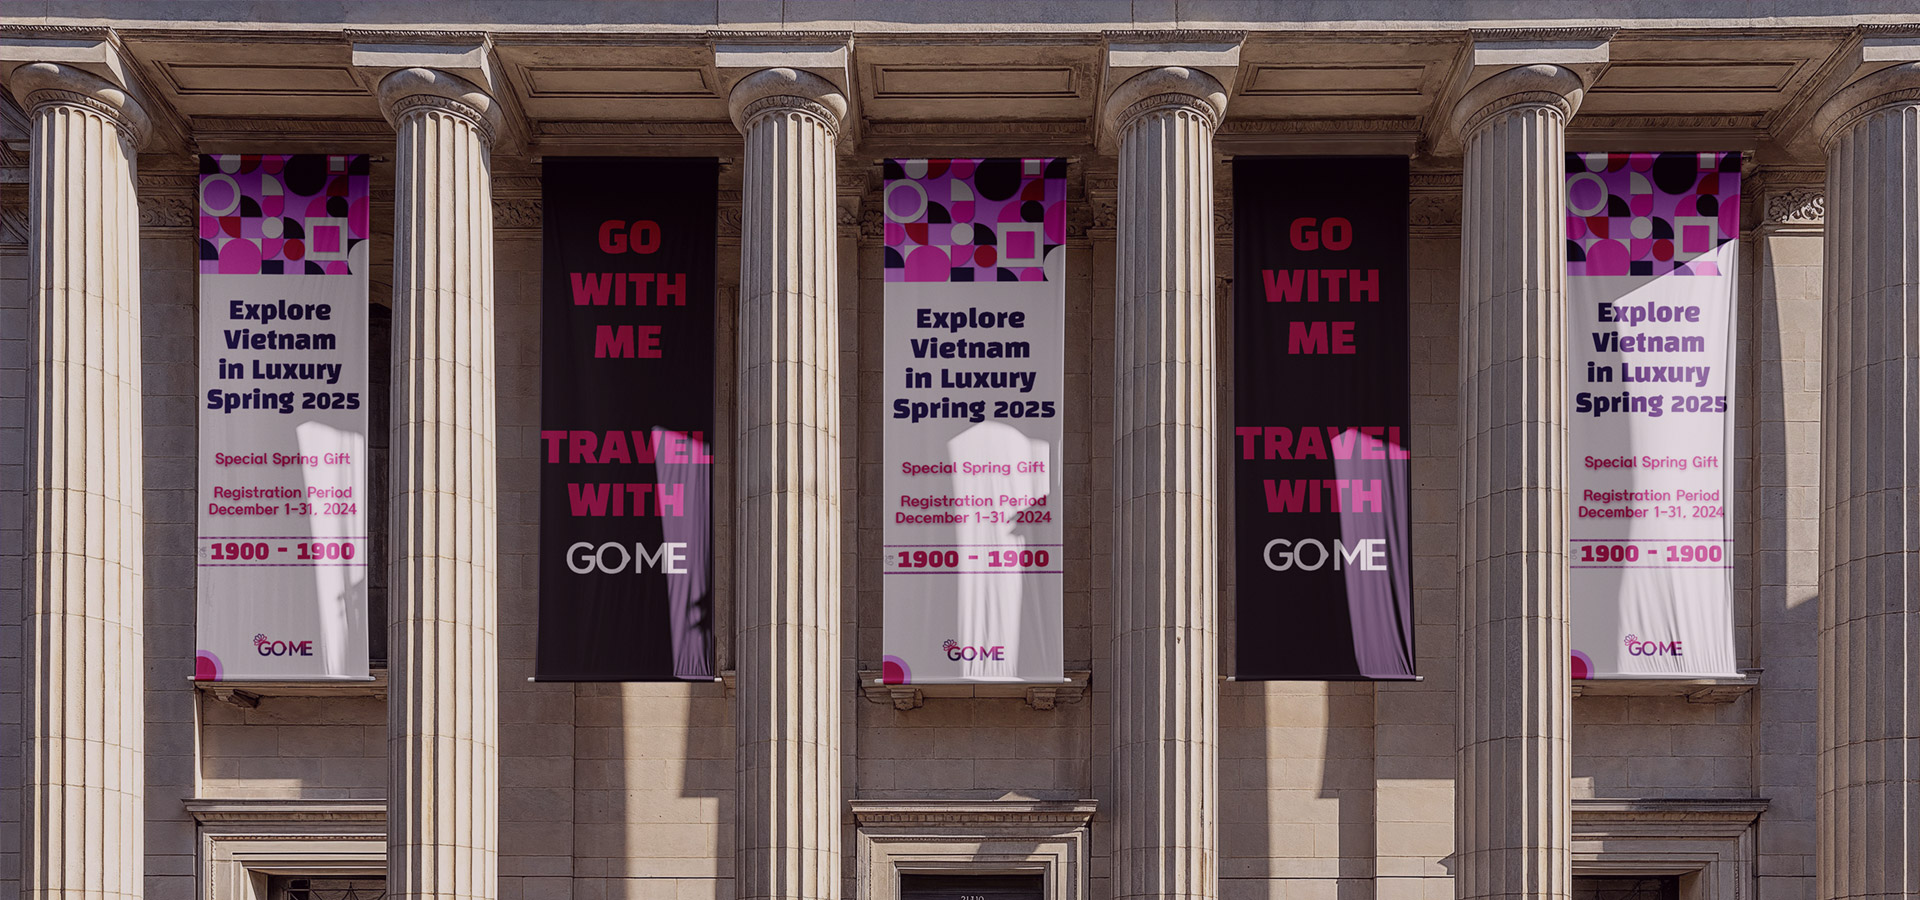 Explore
Vietnam
in Luxury
Spring 2025
Special Spring Gift
Registration Period
December 1-31, 2024
1900 - 1900
GOME
GO
WITH
ME
TRAVEL
WITH
GOME
Explore
Vietnam
in Luxury
Spring 2025
Special Spring Gift
Registration Period
December 1-31, 2024
1900 - 1900
GOME
GO
WITH
ME
TRAVEL
WITH
GOME
Explore
Vietnam
in Luxury
Spring 2025
Special Spring Gift
Registration Period
December 1-31, 2024
1900 - 1900
GOME